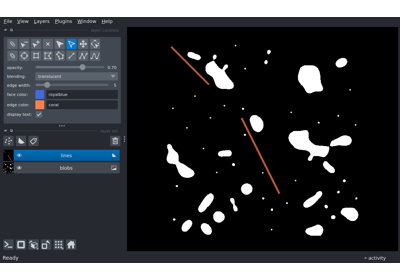 File View Layers Plugins Window Help
opacity: 0.70
blending: translucent
edge width: 5
face color: royalblue
edge color: coral
display text: ✓
lines
blobs
Ready
activity